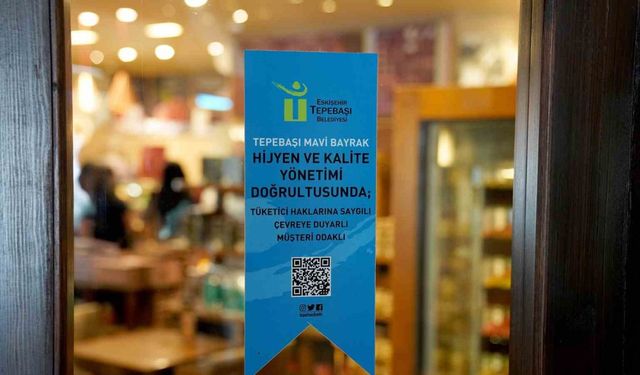 ESKİŞEHİR
TEPEBAŞI
BELEDİYESİ
TEPEBAŞI MAVİ BAYRAK
HİJYEN VE KALİTE
YÖNETİMİ
DOĞRULTUSUNDA;
TÜKETİCİ HAKLARINA SAYGILI
ÇEVREYE DUYARLI
MÜŞTERİ ODAKLI